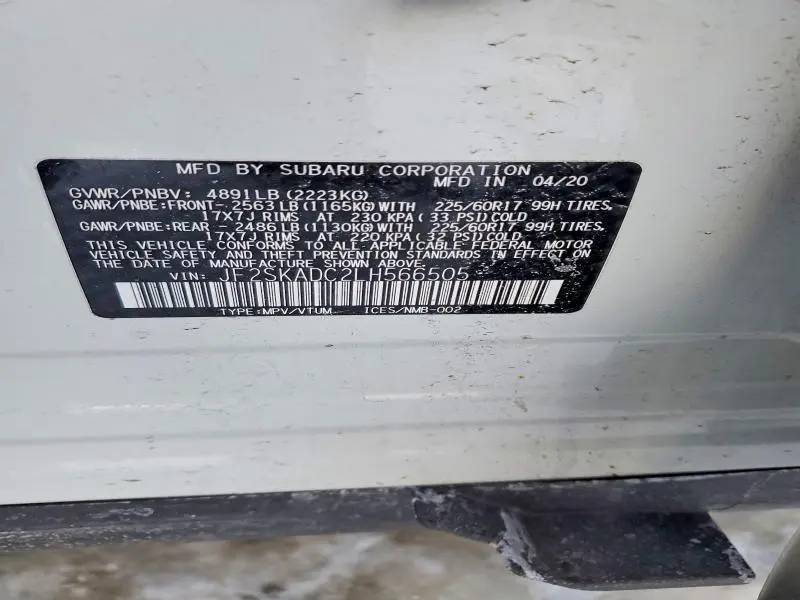 MFD BY SUBARU CORPORATION
MFD IN 04/20
GVWR/PNBV: 4891LB (2223KG)
GAWR/PNBE:FRONT- 2563 LB (1165KG) WITH 225/60R17 99H TIRES,
17X7J RIMS AT 230 KPA ( 33 PSI) COLD
GAWR/PNBE:REAR - 2486 LB (1130KG) WITH 225/60R17 99H TIRES,
17X7J RIMS AT 220 KPA ( 32 PSI) COLD
THIS VEHICLE CONFORMS TO ALL APPLICABLE FEDERAL MOTOR
VEHICLE SAFETY AND THEFT PREVENTION STANDARDS IN EFFECT ON
THE DATE OF MANUFACTURE SHOWN ABOVE.
VIN: JF2SKADC2LH566505
TYPE:MPV/VTUM ICES/NMB-002